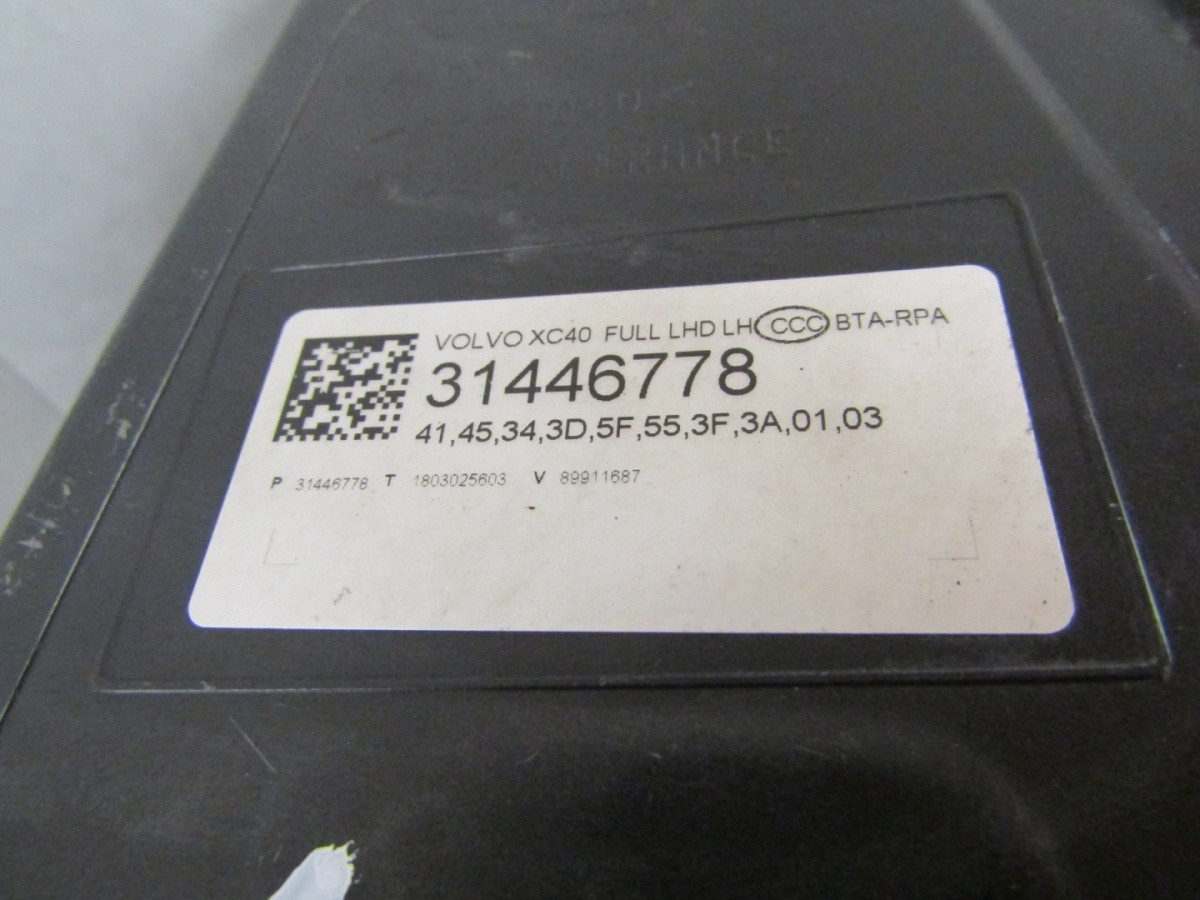 FRANCE
VOLVO XC40 FULL LHD LH CCC BTA-RPA
31446778
41,45,34,3D,5F,55,3F,3A,01,03
P 31446778 T 1803025603 V 89911687